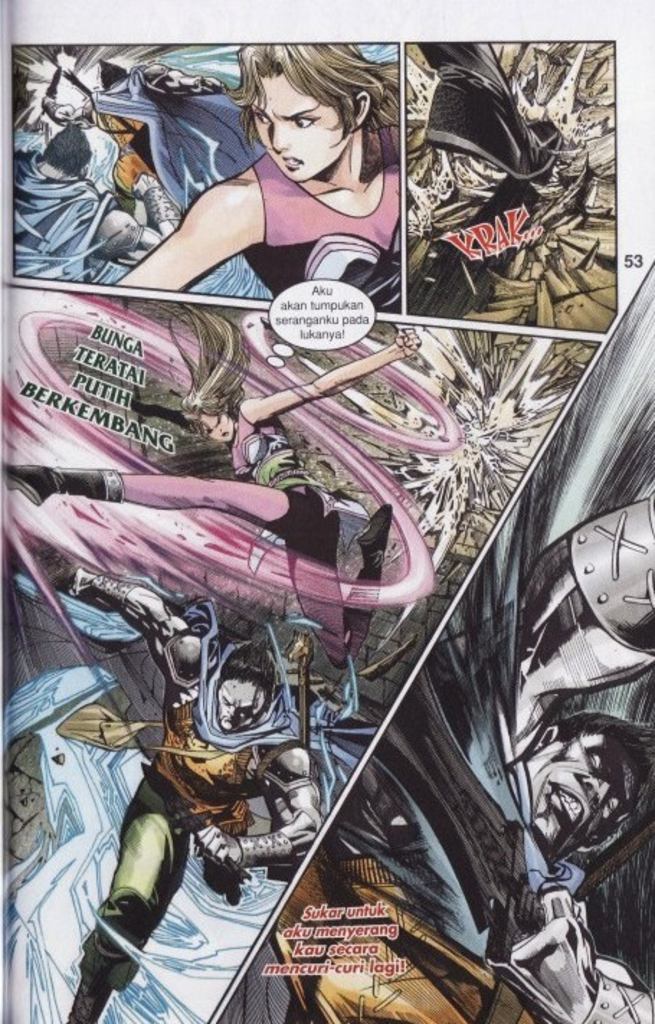 KRAK...
53
Aku
akan tumpukan
seranganku pada
lukanya!
BUNGA
TERATAI
PUTIH
BERKEMBANG
Sukar untuk
aku menyerang
kau secara
mencuri-curi lagi!